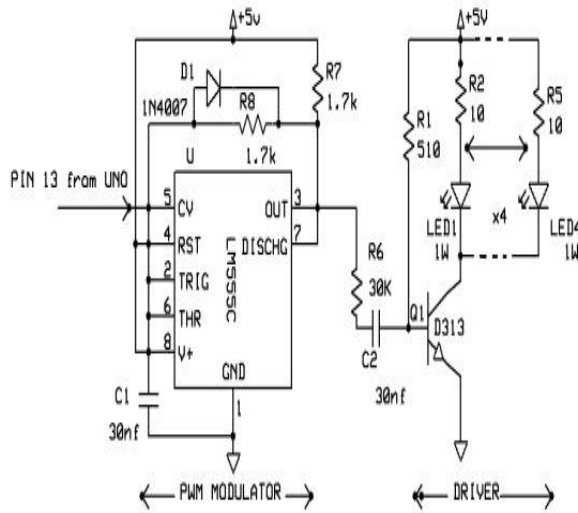 +5v
+5V
D1
R7
1.7k
R2
10
R5
10
1N4007
R8
1.7k
R1
510
U
PIN 13 from UNO
5
CV
OUT
3
4
RST
DISCHG
7
LM555C
2
TRIG
6
THR
8
V+
GND
1
R6
30K
LED1
1W
x4
LED4
1W
Q1
D313
C2
30nf
C1
30nf
PWM MODULATOR
DRIVER